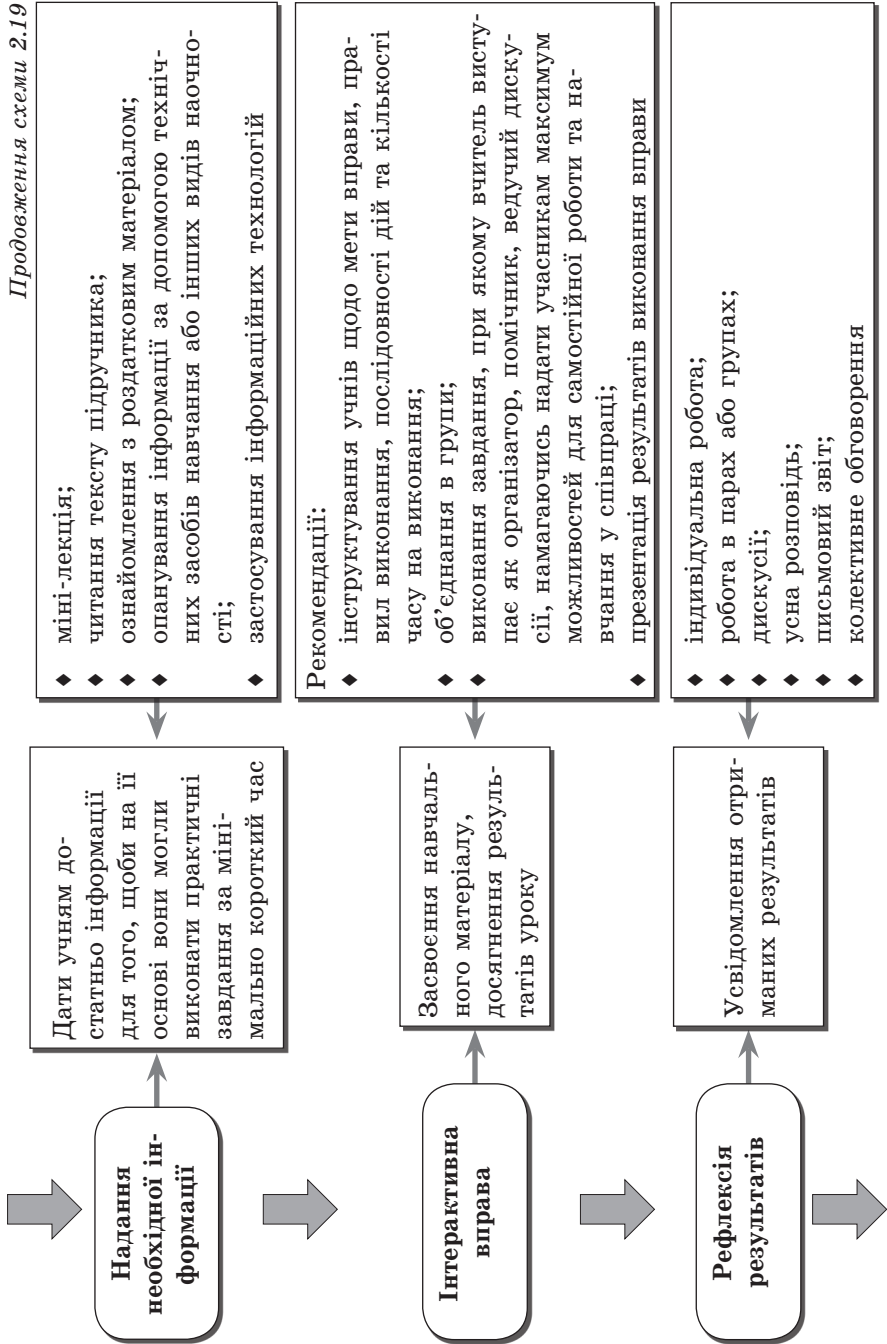 Продовження схеми 2.19
Надання
необхідної ін-
формації
Дати учням до-
статньо інформації
для того, щоби на її
основі вони могли
виконати практичні
завдання за міні-
мально короткий час
♦ міні-лекція;
♦ читання тексту підручника;
♦ ознайомлення з роздатковим матеріалом;
♦ опанування інформації за допомогою техніч-
них засобів навчання або інших видів наочно-
сті;
♦ застосування інформаційних технологій
Інтерактивна
вправа
Засвоєння навчаль-
ного матеріалу,
досягнення резуль-
татів уроку
Рекомендації:
♦ інструктування учнів щодо мети вправи, пра-
вил виконання, послідовності дій та кількості
часу на виконання;
♦ об’єднання в групи;
♦ виконання завдання, при якому вчитель висту-
пає як організатор, помічник, ведучий диску-
сії, намагаючись надати учасникам максимум
можливостей для самостійної роботи та на-
вчання у співпраці;
♦ презентація результатів виконання вправи
Рефлексія
результатів
Усвідомлення отри-
маних результатів
♦ індивідуальна робота;
♦ робота в парах або групах;
♦ дискусії;
♦ усна розповідь;
♦ письмовий звіт;
♦ колективне обговорення